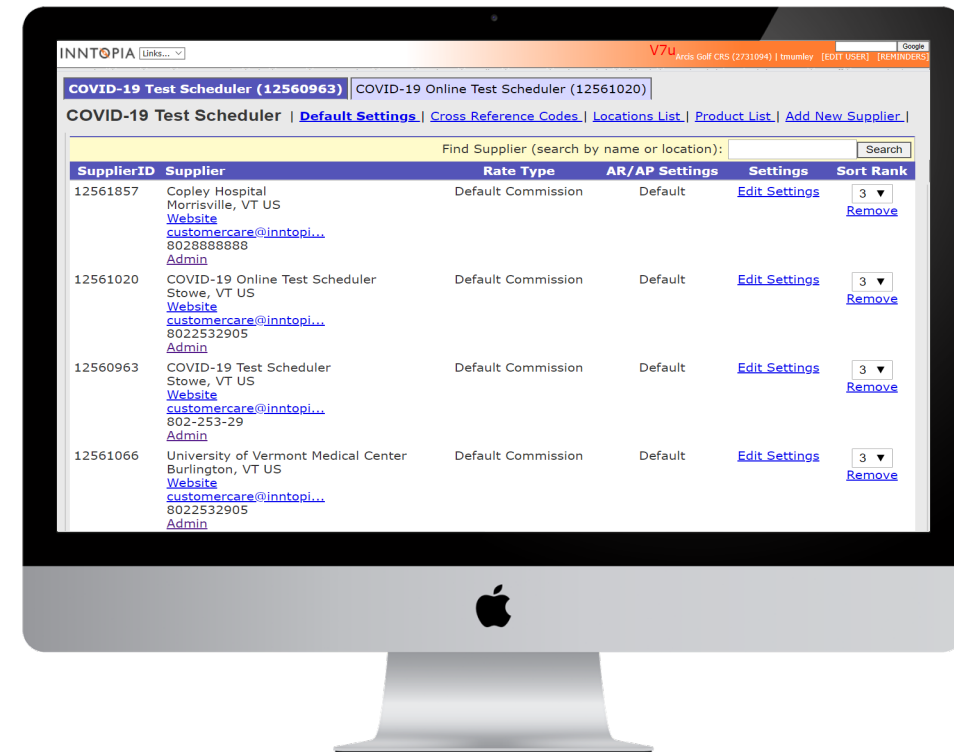 INNTOPIA Links... V7u Arcis Golf CRS (2731094) | tmumley [EDIT USER] [REMINDERS] Google
COVID-19 Test Scheduler (12560963) COVID-19 Online Test Scheduler (12561020)
COVID-19 Test Scheduler | Default Settings | Cross Reference Codes | Locations List | Product List | Add New Supplier |
Find Supplier (search by name or location): Search
SupplierID Supplier Rate Type AR/AP Settings Settings Sort Rank
12561857 Copley Hospital Default Commission Default Edit Settings 3
Morrisville, VT US Remove
Website
customercare@inntopi...
8028888888
Admin
12561020 COVID-19 Online Test Scheduler Default Commission Default Edit Settings 3
Stowe, VT US Remove
Website
customercare@inntopi...
8022532905
Admin
12560963 COVID-19 Test Scheduler Default Commission Default Edit Settings 3
Stowe, VT US Remove
Website
customercare@inntopi...
802-253-29
Admin
12561066 University of Vermont Medical Center Default Commission Default Edit Settings 3
Burlington, VT US Remove
Website
customercare@inntopi...
8022532905
Admin